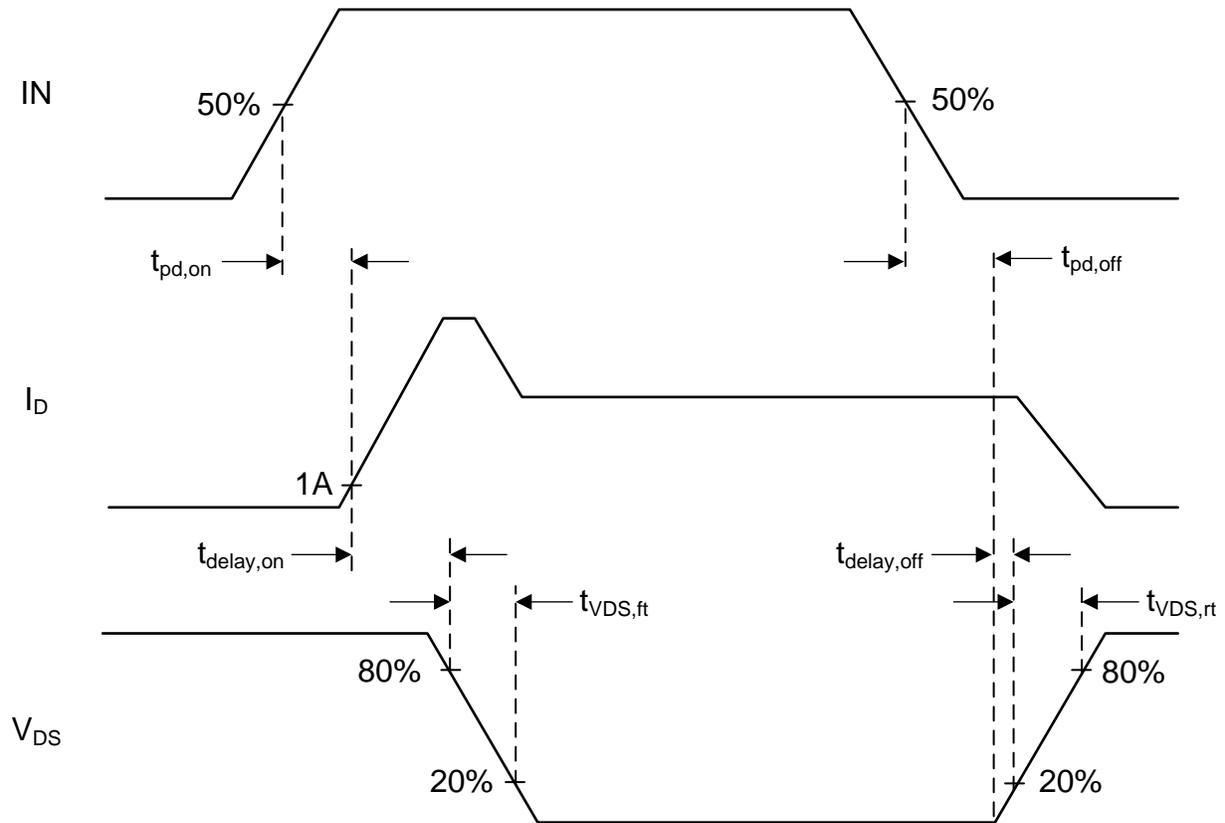 IN
50%
50%
tpd,on
tpd,off
ID
1A
tdelay,on
tdelay,off
tVDS,ft
tVDS,rt
80%
80%
VDS
20%
20%